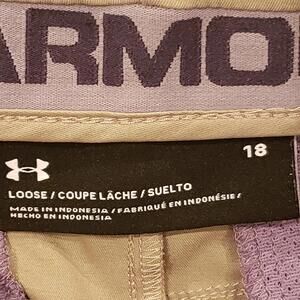 ARMO
18
LOOSE / COUPE LÂCHE / SUELTO
MADE IN INDONESIA / FABRIQUÉ EN INDONÉSIE /
HECHO EN INDONESIA